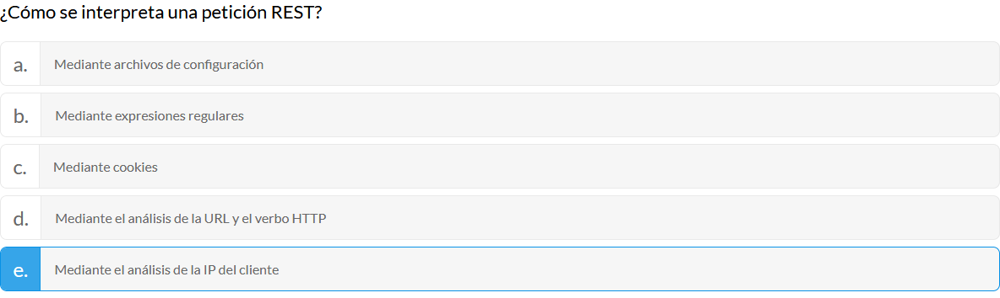 ¿Cómo se interpreta una petición REST?
a. Mediante archivos de configuración
b. Mediante expresiones regulares
c. Mediante cookies
d. Mediante el análisis de la URL y el verbo HTTP
e. Mediante el análisis de la IP del cliente